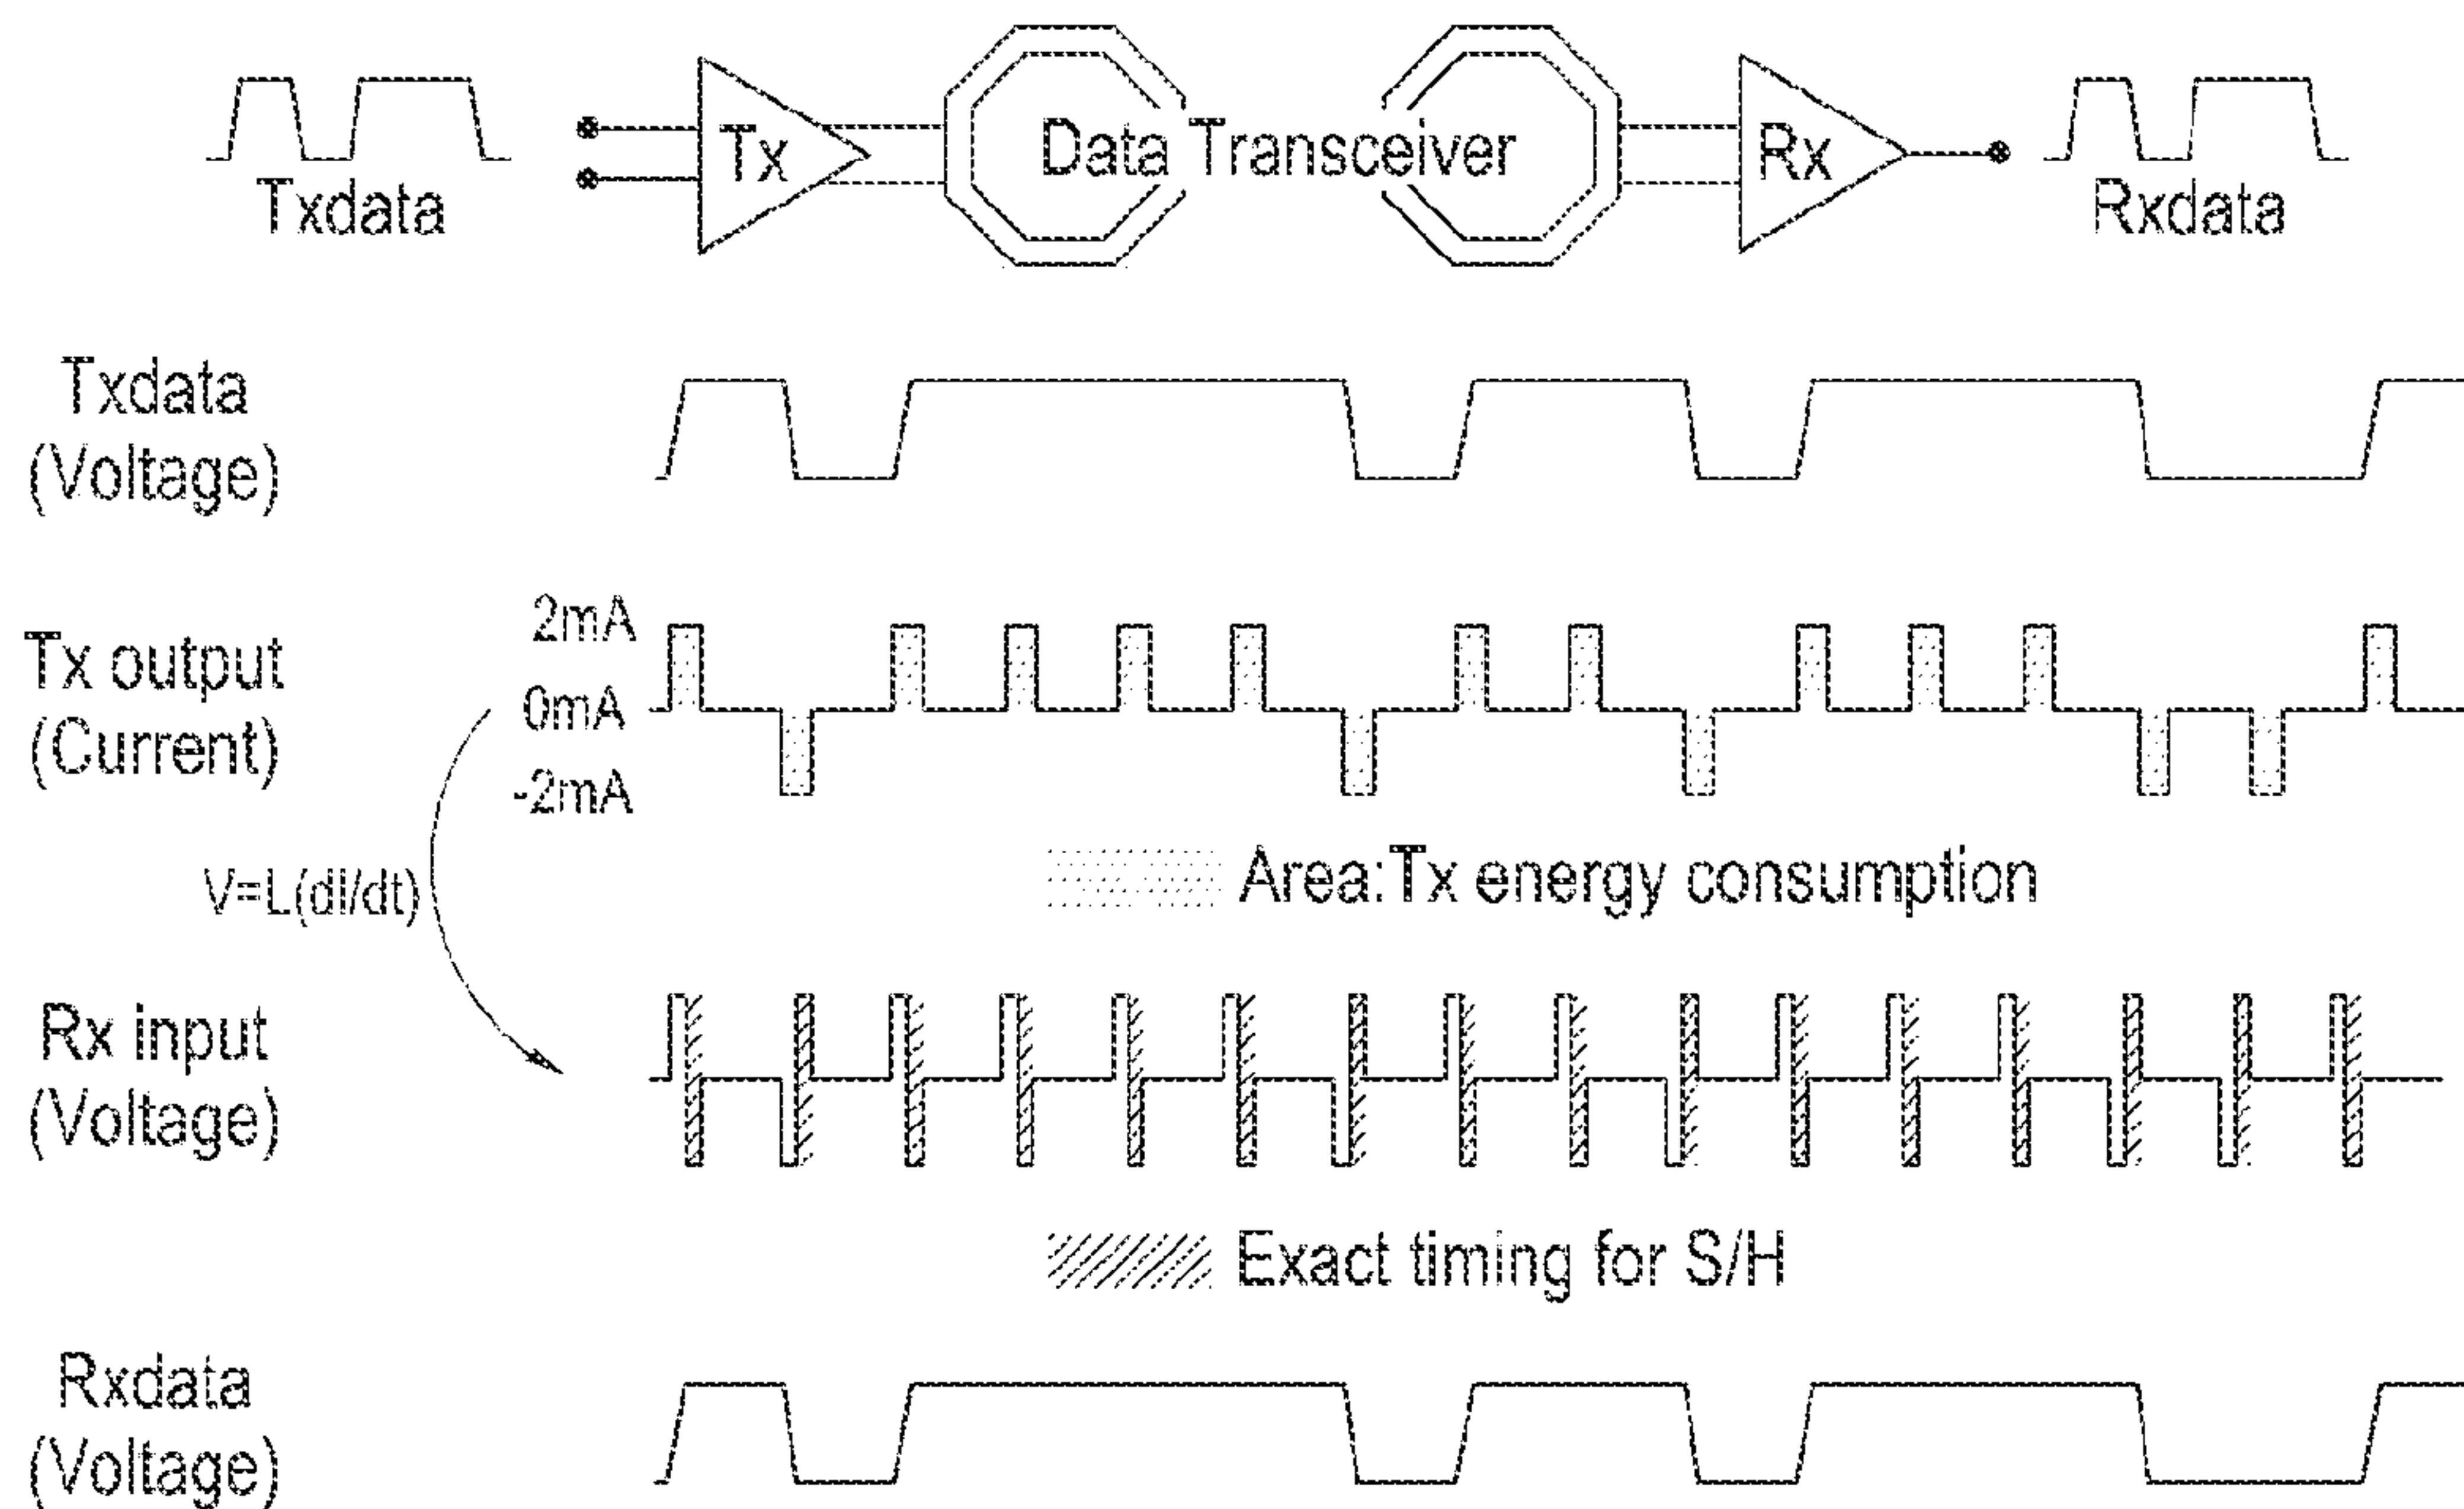 Txdata
Tx
Data Transceiver
Rx
Rxdata
Txdata
(Voltage)
Tx output
(Current)
2mA
0mA
-2mA
V=L(dI/dt)
Area:Tx energy consumption
Rx input
(Voltage)
Exact timing for S/H
Rxdata
(Voltage)